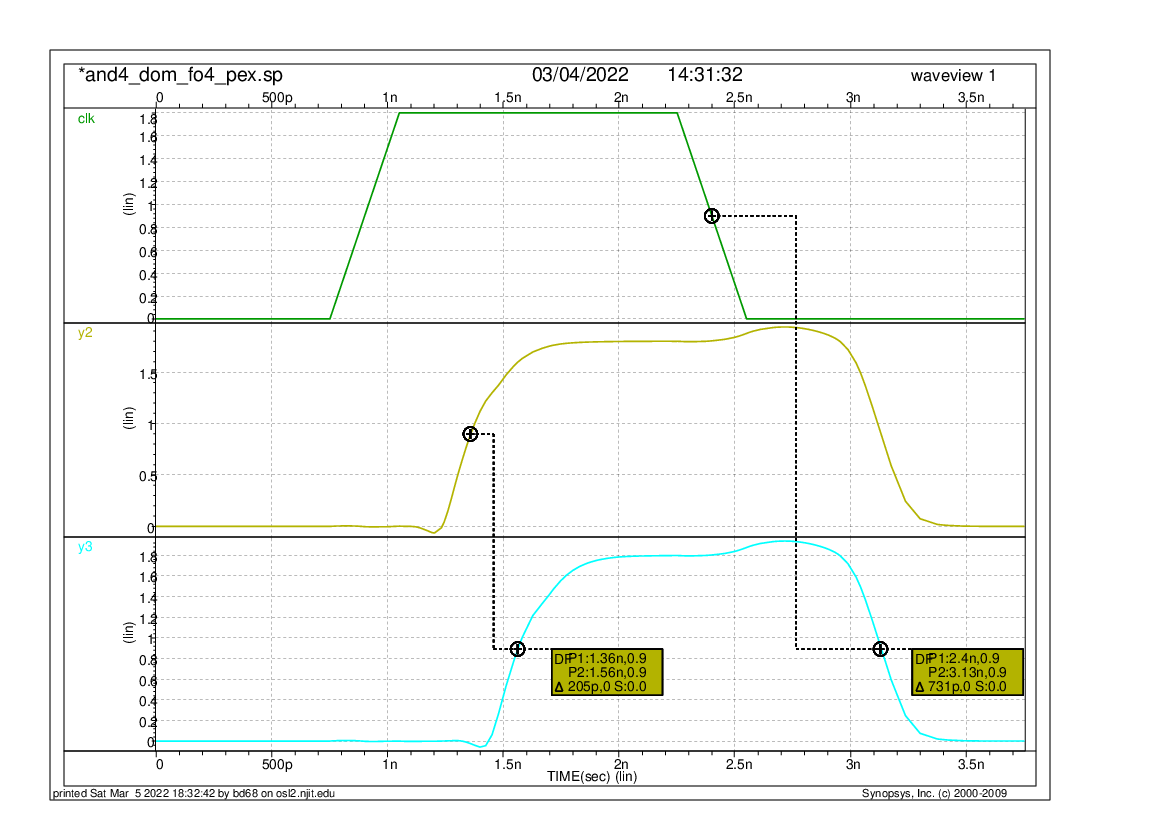 *and4_dom_fo4_pex.sp 03/04/2022 14:31:32 waveview 1
0 500p 1n 1.5n 2n 2.5n 3n 3.5n
clk
1.8
1.6
1.4
1.2
(lin)
1
0.8
0.6
0.4
0.2
0
y2
1.5
(lin)
1
0.5
0
y3
1.8
1.6
1.4
1.2
(lin)
1
0.8
0.6
0.4
0.2
0
DP P1:1.36n,0.9
P2:1.56n,0.9
Δ 205p,0 S:0.0
DP P1:2.4n,0.9
P2:3.13n,0.9
Δ 731p,0 S:0.0
0 500p 1n 1.5n 2n 2.5n 3n 3.5n
TIME(sec) (lin)
printed Sat Mar 5 2022 18:32:42 by bd68 on osl2.njit.edu Synopsys, Inc. (c) 2000-2009